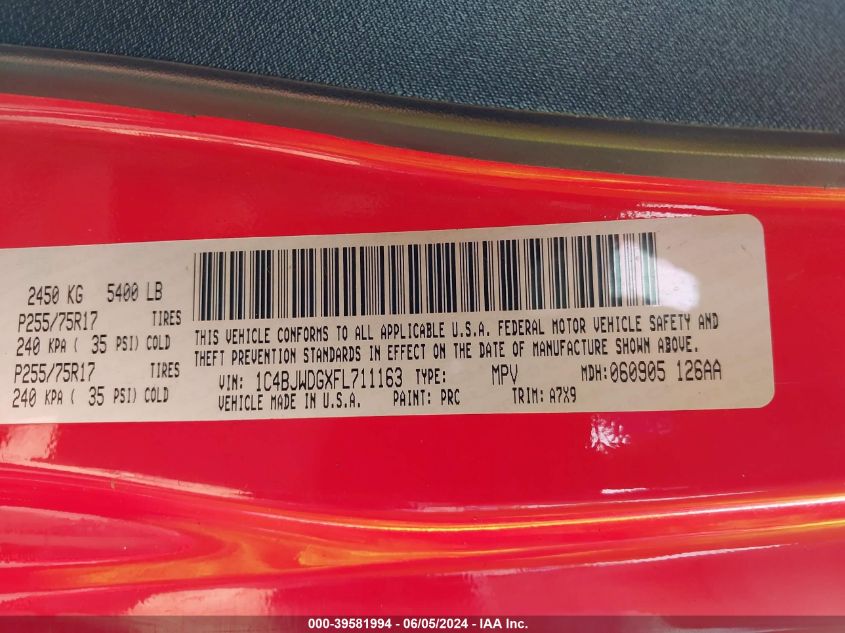 2450 KG 5400 LB
P255/75R17 TIRES
240 KPA ( 35 PSI) COLD
P255/75R17 TIRES
240 KPA ( 35 PSI) COLD
THIS VEHICLE CONFORMS TO ALL APPLICABLE U.S.A. FEDERAL MOTOR VEHICLE SAFETY AND
THEFT PREVENTION STANDARDS IN EFFECT ON THE DATE OF MANUFACTURE SHOWN ABOVE.
VIN: 1C4BJWDGXFL711163 TYPE: MPV MDH:060905 126AA
VEHICLE MADE IN U.S.A. PAINT: PRC TRIM: A7X9
000-39581994 - 06/05/2024 - IAA Inc.